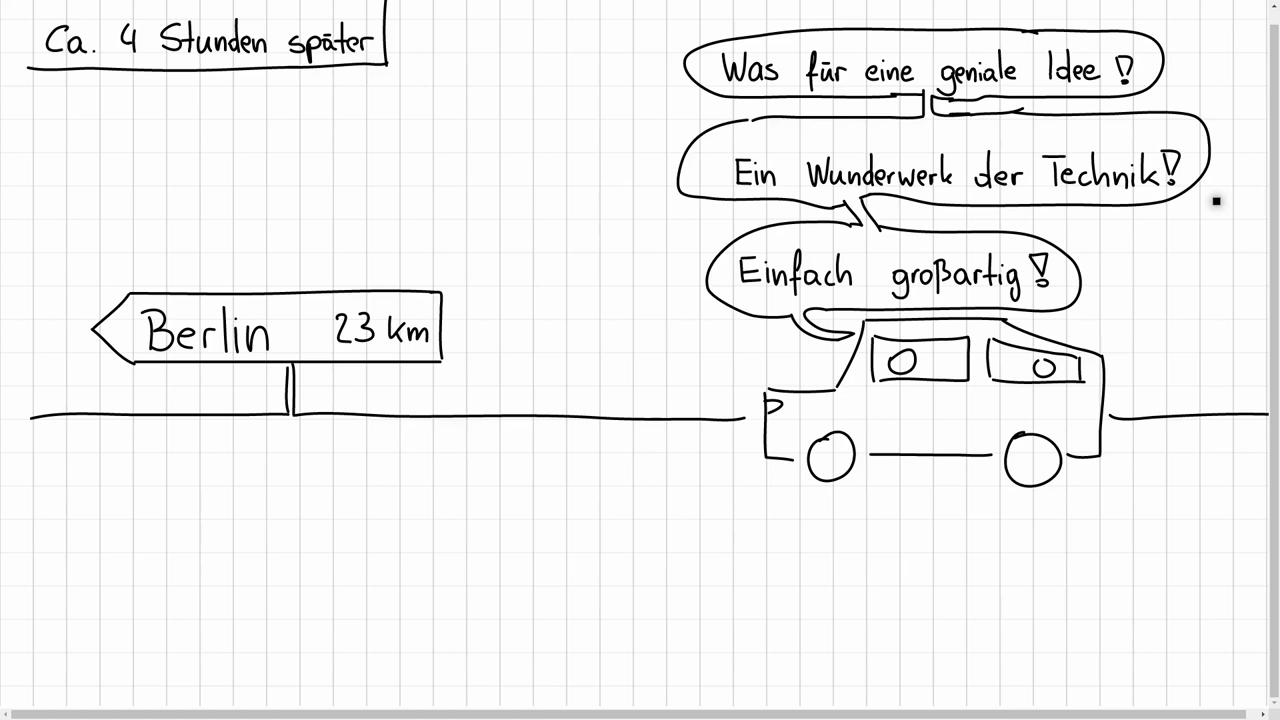 Ca. 4 Stunden später
Was für eine geniale Idee!
Ein Wunderwerk der Technik!
Einfach großartig!
Berlin 23 km